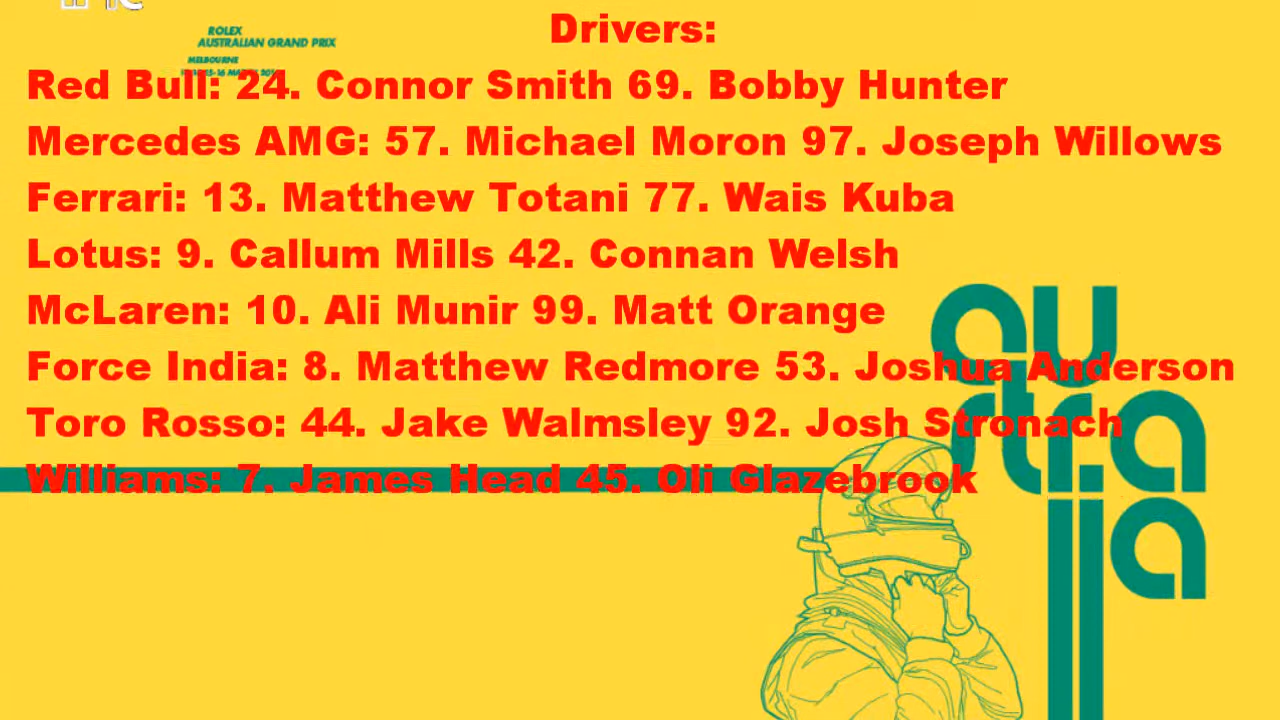 Drivers:
ROLEX
AUSTRALIAN GRAND PRIX
MELBOURNE
Red Bull: 24. Connor Smith 69. Bobby Hunter
Mercedes AMG: 57. Michael Moron 97. Joseph Willows
Ferrari: 13. Matthew Totani 77. Wais Kuba
Lotus: 9. Callum Mills 42. Connan Welsh
McLaren: 10. Ali Munir 99. Matt Orange
Force India: 8. Matthew Redmore 53. Joshua Anderson
Toro Rosso: 44. Jake Walmsley 92. Josh Stronach
Williams: 7. James Head 45. Oli Glazebrook
au
stra
lia